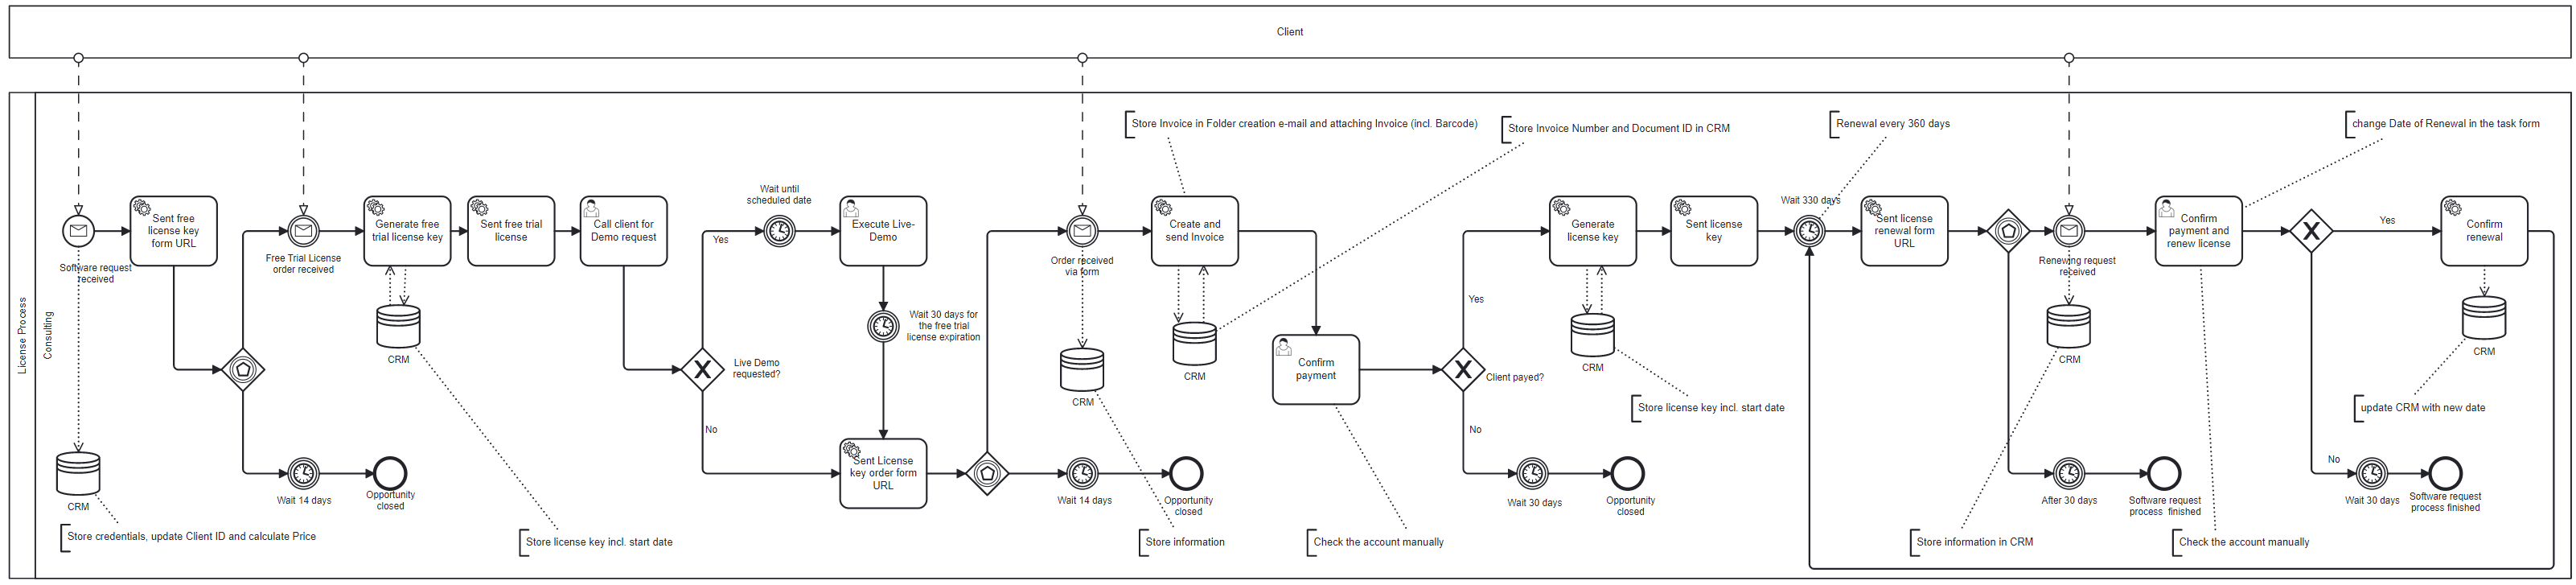 Client
License Process
Consulting
Software request
received
CRM
Store credentials, update Client ID and calculate Price
Sent free
license key
form URL
Free Trial License
order received
Wait 14 days
Opportunity
closed
Generate free
trial license key
CRM
Store license key incl. start date
Sent free trial
license
Call client for
Demo request
Live Demo
requested?
Yes
No
Wait until
scheduled date
Execute Live-
Demo
Wait 30 days for
the free trial
license expiration
Sent License
key order form
URL
Order received
via form
CRM
Store information
Wait 14 days
Opportunity
closed
Store Invoice in Folder creation e-mail and attaching Invoice (incl. Barcode)
Create and
send Invoice
CRM
Store Invoice Number and Document ID in CRM
Confirm
payment
Check the account manually
Client payed?
Yes
No
Wait 30 days
Opportunity
closed
Generate
license key
CRM
Store license key incl. start date
Sent license
key
Wait 330 days
Renewal every 360 days
Sent license
renewal form
URL
Renewing request
received
CRM
Store information in CRM
After 30 days
Software request
process finished
Confirm
payment and
renew license
change Date of Renewal in the task form
Check the account manually
Yes
No
Wait 30 days
Software request
process finished
Confirm
renewal
CRM
update CRM with new date